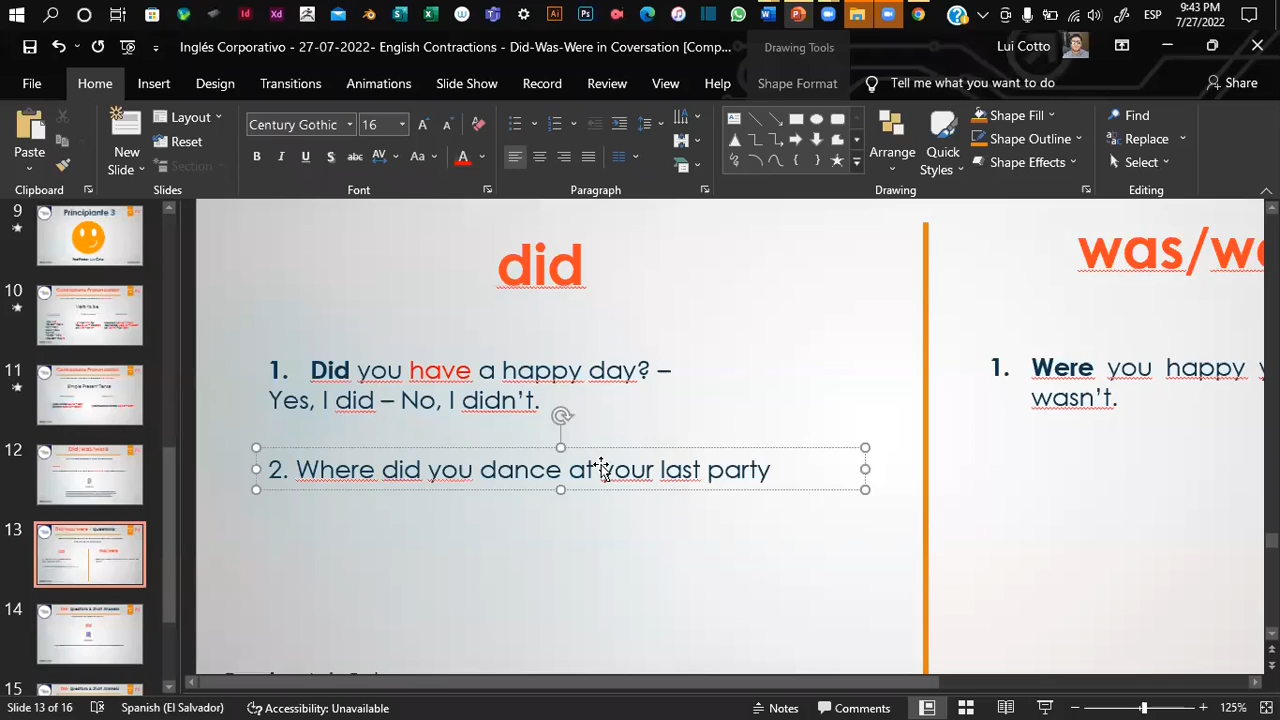 9:43 PM
ESP
7/27/2022
Inglés Corporativo - 27-07-2022- English Contractions - Did-Was-Were in Coversation [Comp...
Drawing Tools
Lui Cotto
File
Home
Insert
Design
Transitions
Animations
Slide Show
Record
Review
View
Help
Shape Format
Tell me what you want to do
Share
Paste
New
Slide
Layout
Reset
Section
Century Gothic
16
Arrange
Quick
Styles
Shape Fill
Shape Outline
Shape Effects
Find
Replace
Select
Clipboard
Slides
Font
Paragraph
Drawing
Editing
9
Principiante 3
10
11
Simple Present Tense
12
13
14
15
did
was/we
1. Did you have a happy day? –
Yes, I did – No, I didn't.
2. Where did you dance at your last party
1. Were you happy y
wasn't.
Slide 13 of 16
Spanish (El Salvador)
Accessibility: Unavailable
Notes
Comments
125%